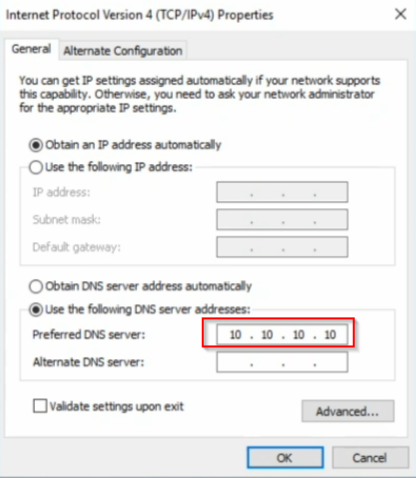 Internet Protocol Version 4 (TCP/IPv4) Properties
General Alternate Configuration
You can get IP settings assigned automatically if your network supports
this capability. Otherwise, you need to ask your network administrator
for the appropriate IP settings.
Obtain an IP address automatically
Use the following IP address:
IP address: . . .
Subnet mask: . . .
Default gateway: . . .
Obtain DNS server address automatically
Use the following DNS server addresses:
Preferred DNS server: 10 . 10 . 10 . 10
Alternate DNS server: . . .
Validate settings upon exit
Advanced...
OK Cancel